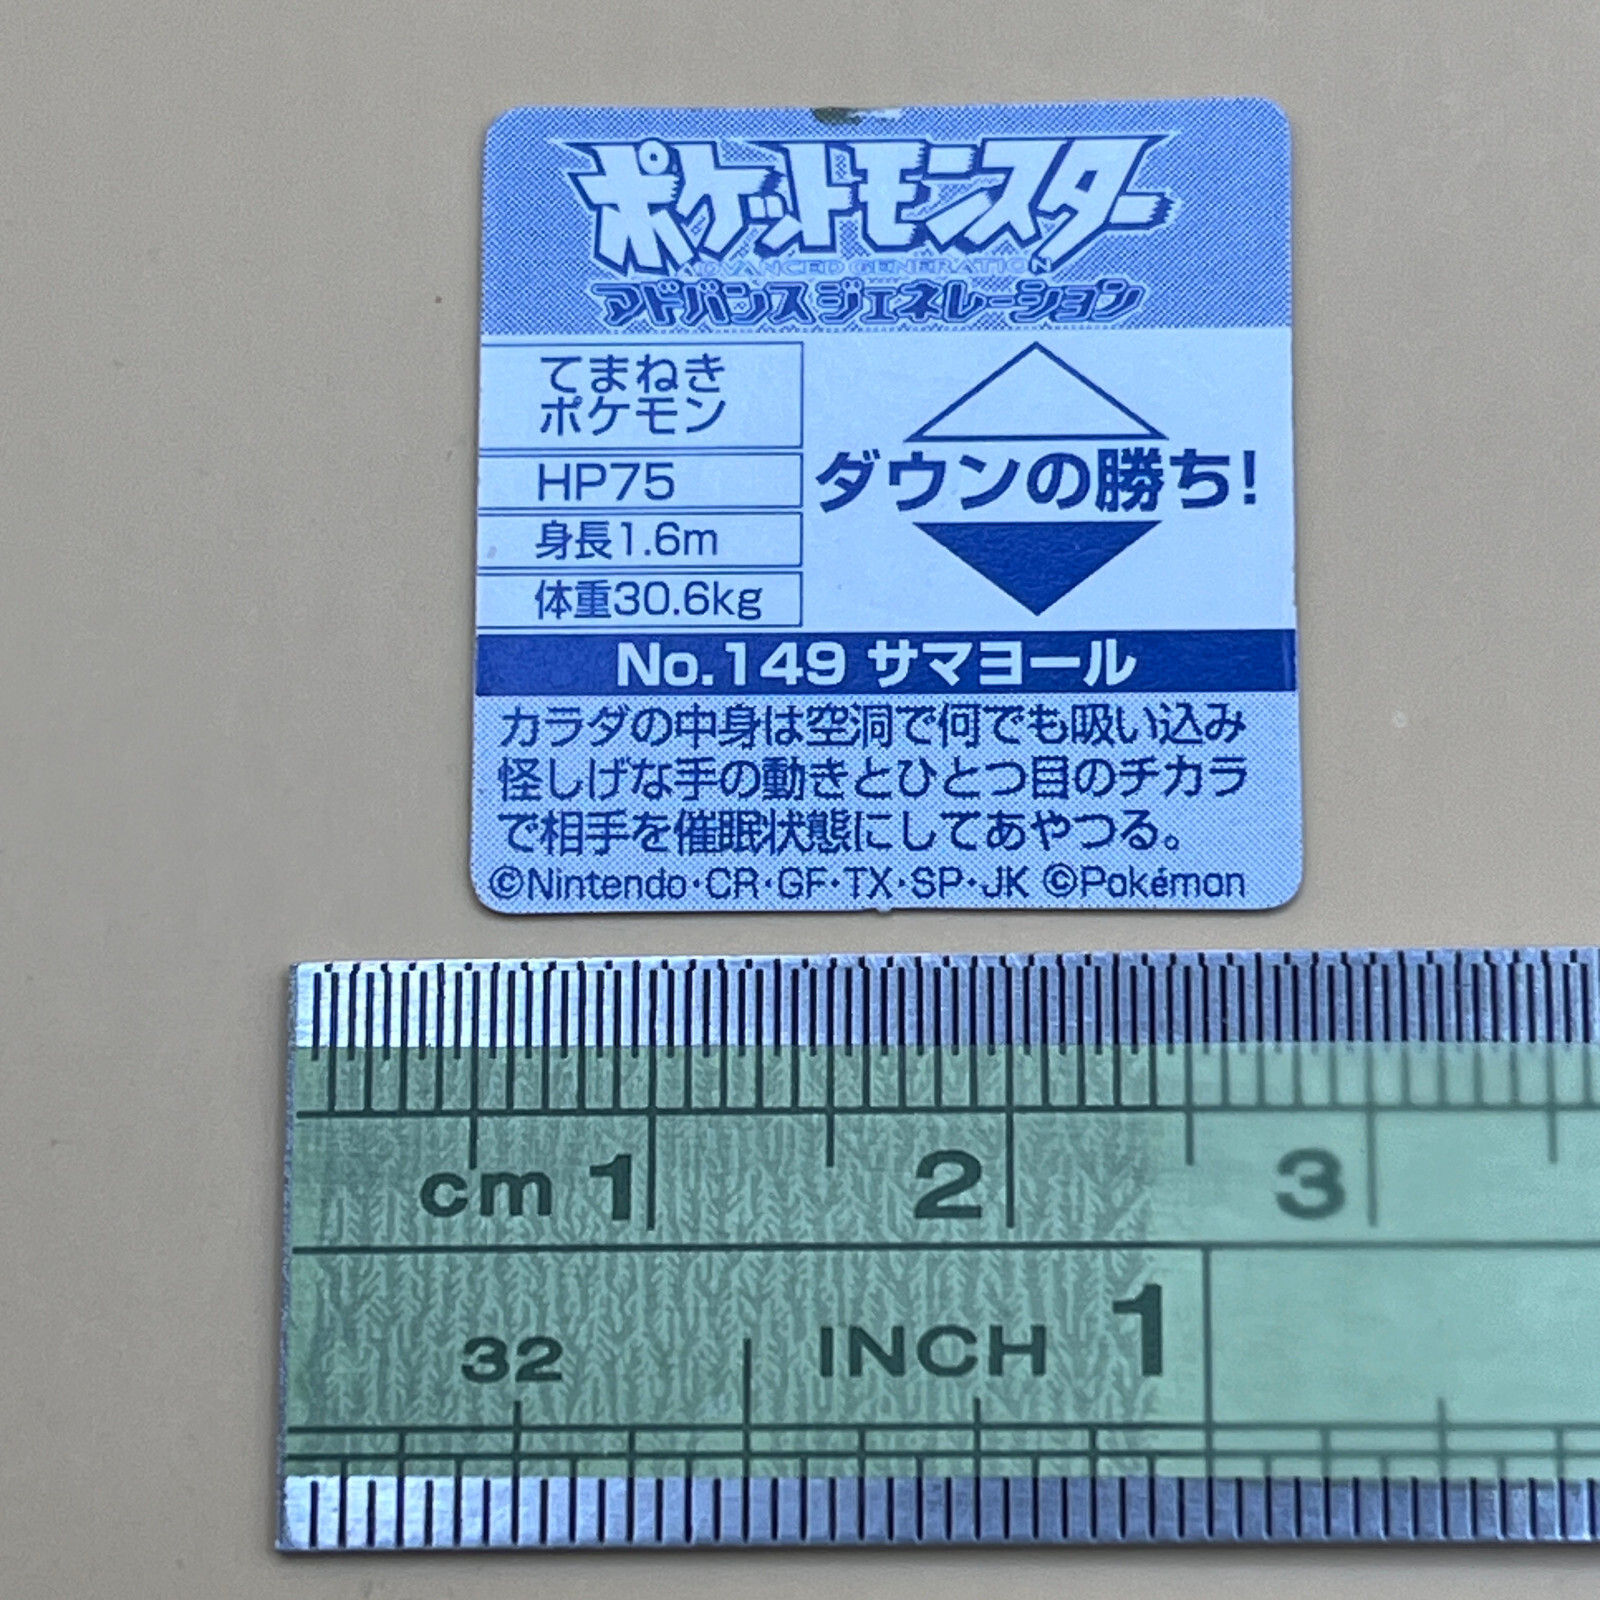 ポケットモンスター
ADVANCED GENERATION
アドバンスジェネレーション
てまねき
ポケモン
HP75
身長1.6m
体重30.6kg
ダウンの勝ち!
No.149 サマヨール
カラダの中身は空洞で何でも吸い込み
怪しげな手の動きとひとつ目のチカラ
で相手を催眠状態にしてあやつる。
©Nintendo・CR・GF・TX・SP・JK ©Pokémon
cm 1 2 3
32 INCH 1